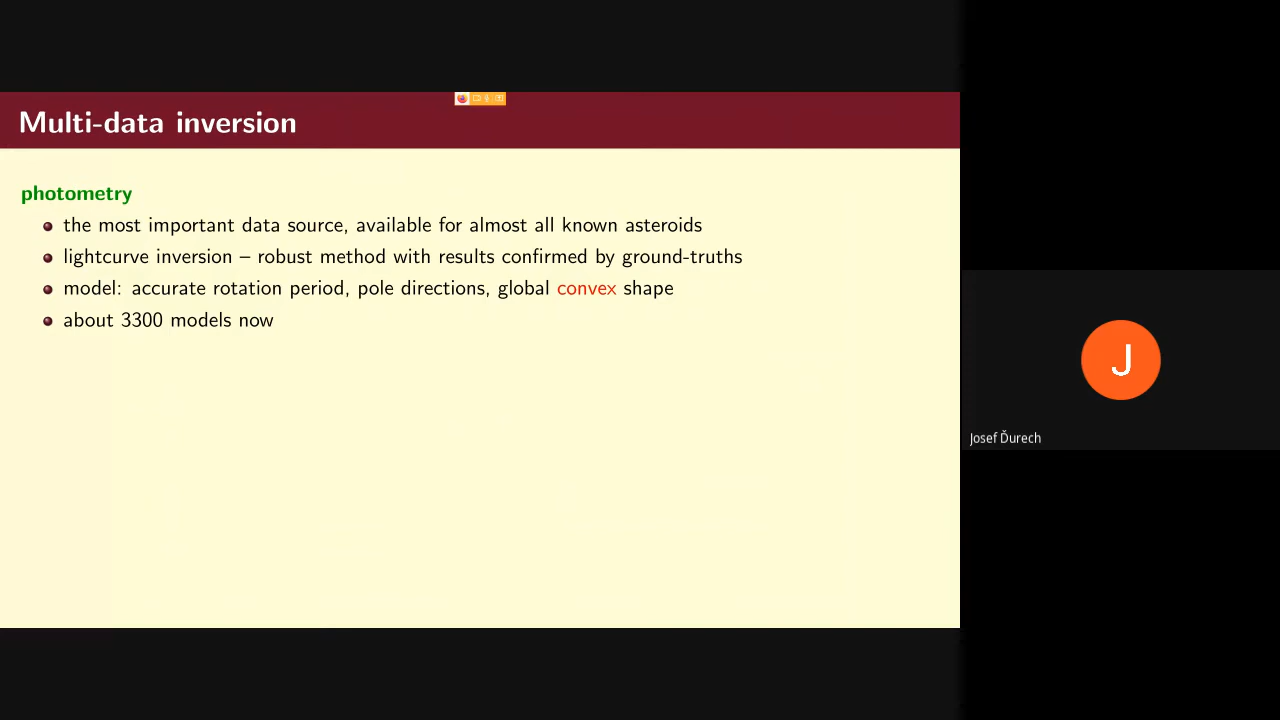 Multi-data inversion
photometry
the most important data source, available for almost all known asteroids
lightcurve inversion – robust method with results confirmed by ground-truths
model: accurate rotation period, pole directions, global convex shape
about 3300 models now
J
Josef Ďurech